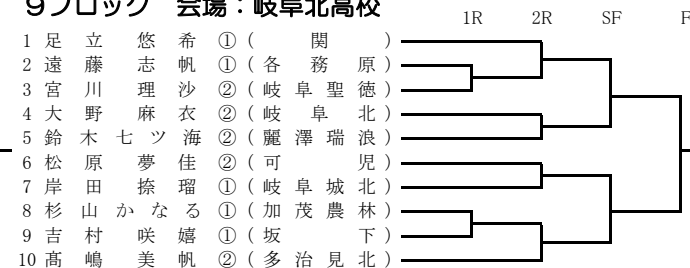 9ブロック 会場：岐阜北高校
1R 2R SF F
1 足立悠希 ① (関)
2 遠藤志帆 ① (各務原)
3 宮川理沙 ② (岐阜聖徳)
4 大野麻衣 ② (岐阜北)
5 鈴木七ツ海 ② (麗澤瑞浪)
6 松原夢佳 ② (可児)
7 岸田捺瑠 ① (岐阜城北)
8 杉山かなる ① (加茂農林)
9 吉村咲嬉 ① (坂下)
10 髙嶋美帆 ② (多治見北)